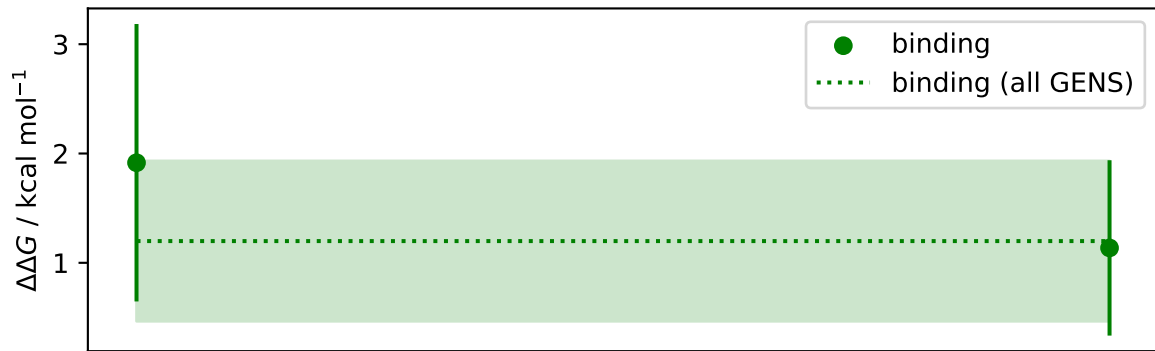 3
2
1
ΔΔG / kcal mol⁻¹
binding
binding (all GENS)